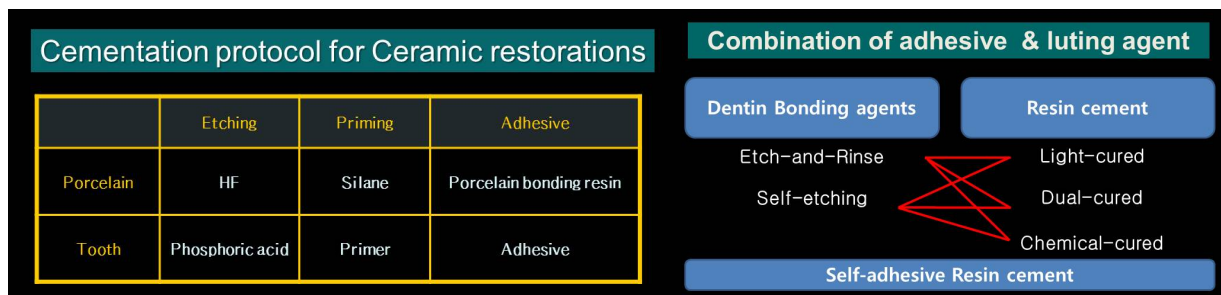 Cementation protocol for Ceramic restorations
Etching Priming Adhesive
Porcelain HF Silane Porcelain bonding resin
Tooth Phosphoric acid Primer Adhesive
Combination of adhesive & luting agent
Dentin Bonding agents Resin cement
Etch-and-Rinse Light-cured
Self-etching Dual-cured
Chemical-cured
Self-adhesive Resin cement